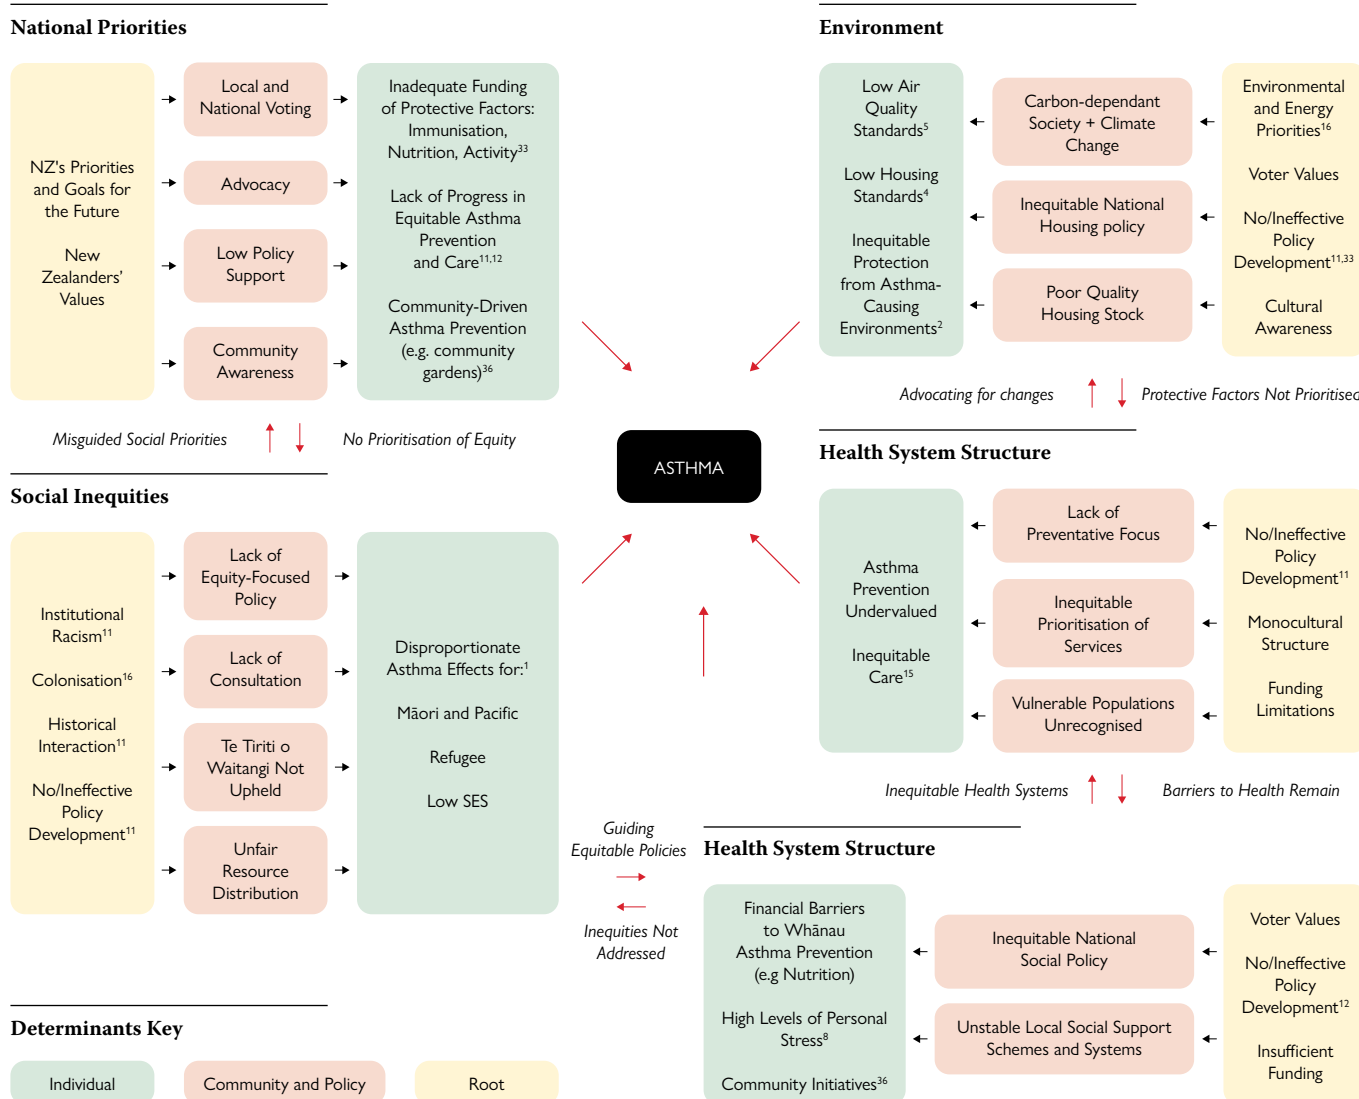 National Priorities
NZ's Priorities
and Goals for
the Future
New
Zealanders'
Values
Local and
National Voting
Advocacy
Low Policy
Support
Community
Awareness
Inadequate Funding
of Protective Factors:
Immunisation,
Nutrition, Activity33
Lack of Progress in
Equitable Asthma
Prevention
and Care11,12
Community-Driven
Asthma Prevention
(e.g. community
gardens)36
Misguided Social Priorities
No Prioritisation of Equity
Social Inequities
Institutional
Racism11
Colonisation16
Historical
Interaction11
No/Ineffective
Policy
Development11
Lack of
Equity-Focused
Policy
Lack of
Consultation
Te Tiriti o
Waitangi Not
Upheld
Unfair
Resource
Distribution
Disproportionate
Asthma Effects for:1
Māori and Pacific
Refugee
Low SES
ASTHMA
Environment
Low Air
Quality
Standards5
Low Housing
Standards4
Inequitable
Protection
from Asthma-
Causing
Environments2
Carbon-dependant
Society + Climate
Change
Inequitable National
Housing policy
Poor Quality
Housing Stock
Environmental
and Energy
Priorities16
Voter Values
No/Ineffective
Policy
Development11,33
Cultural
Awareness
Advocating for changes
Protective Factors Not Prioritised
Health System Structure
Asthma
Prevention
Undervalued
Inequitable
Care15
Lack of
Preventative Focus
Inequitable
Prioritisation of
Services
Vulnerable Populations
Unrecognised
No/Ineffective
Policy
Development11
Monocultural
Structure
Funding
Limitations
Inequitable Health Systems
Barriers to Health Remain
Guiding
Equitable Policies
Inequities Not
Addressed
Health System Structure
Financial Barriers
to Whānau
Asthma Prevention
(e.g Nutrition)
High Levels of Personal
Stress8
Community Initiatives36
Inequitable National
Social Policy
Unstable Local Social Support
Schemes and Systems
Voter Values
No/Ineffective
Policy
Development12
Insufficient
Funding
Determinants Key
Individual
Community and Policy
Root